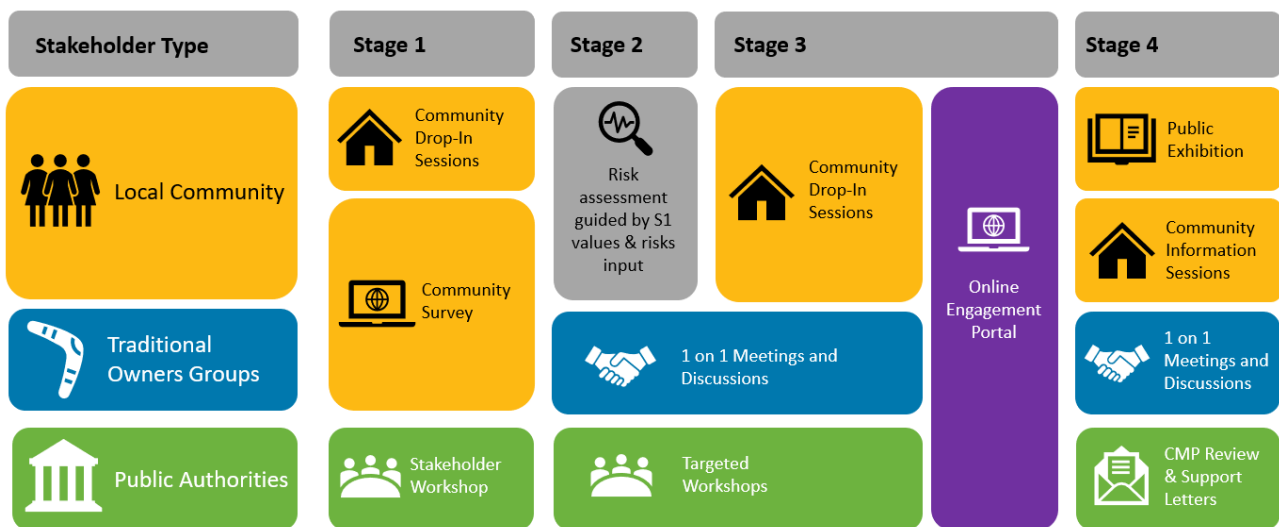 Stakeholder Type
Stage 1
Stage 2
Stage 3
Stage 4
Local Community
Community
Drop-In
Sessions
Community
Survey
Risk
assessment
guided by S1
values & risks
input
Community
Drop-In
Sessions
Online
Engagement
Portal
Public
Exhibition
Community
Information
Sessions
Traditional
Owners Groups
1 on 1 Meetings and
Discussions
1 on 1
Meetings and
Discussions
Public Authorities
Stakeholder
Workshop
Targeted
Workshops
CMP Review
& Support
Letters